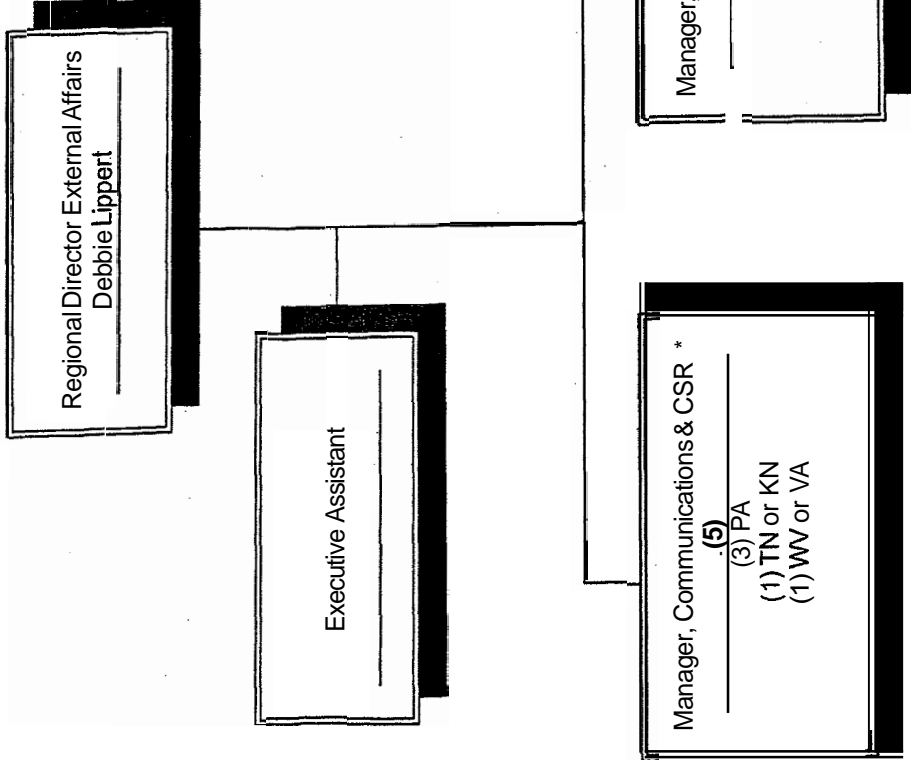 Regional Director External Affairs
Debbie Lippert
Executive Assistant
Manager, Communications & CSR *
(5)
(3) PA
(1) TN or KN
(1) WV or VA
Manager,